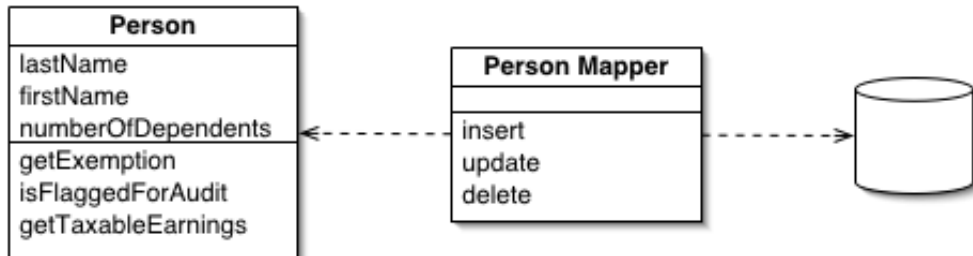 Person
lastName
firstName
numberOfDependents
getExemption
isFlaggedForAudit
getTaxableEarnings
Person Mapper
insert
update
delete